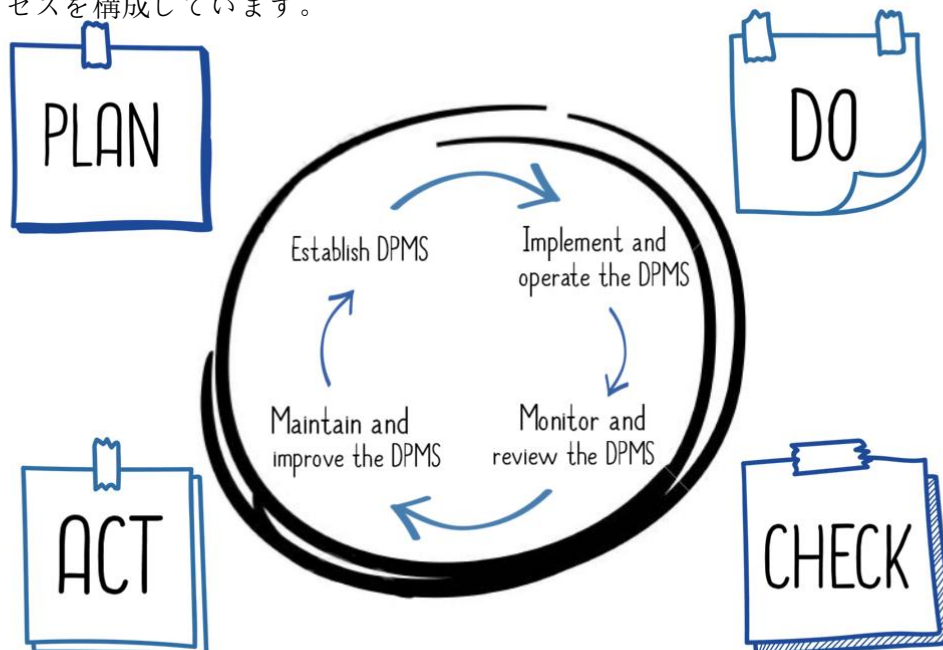 セスを構成しています。
PLAN
DO
Establish DPMS
Implement and
operate the DPMS
Maintain and
improve the DPMS
Monitor and
review the DPMS
ACT
CHECK